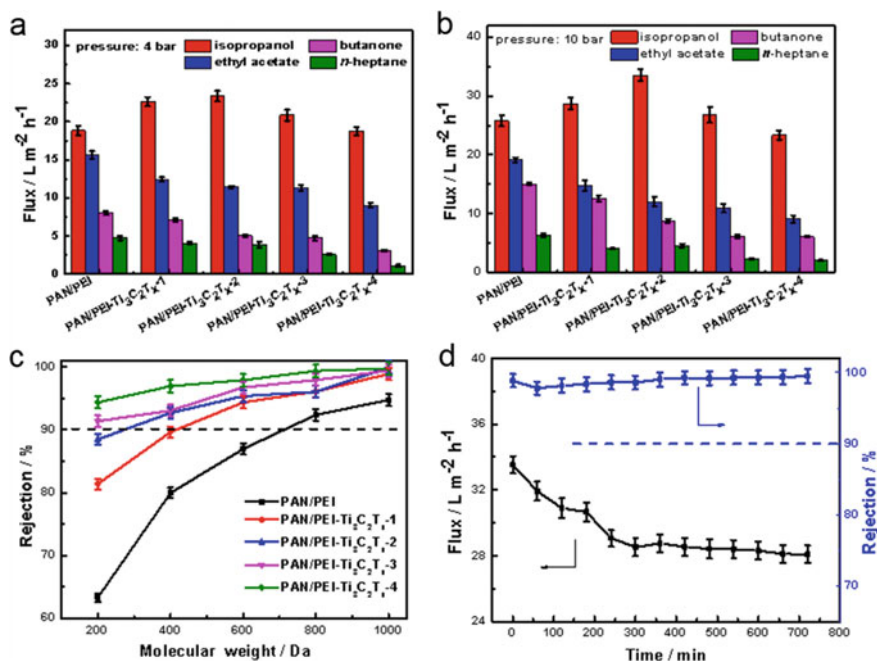 a
pressure: 4 bar
isopropanol
butanone
ethyl acetate
n-heptane
Flux / L m⁻² h⁻¹
35
30
25
20
15
10
5
0
PAN/PEI
PAN/PEI-Ti₃C₂Tₓ-1
PAN/PEI-Ti₃C₂Tₓ-2
PAN/PEI-Ti₃C₂Tₓ-3
PAN/PEI-Ti₃C₂Tₓ-4
b
pressure: 10 bar
isopropanol
butanone
ethyl acetate
n-heptane
Flux / L m⁻² h⁻¹
40
30
20
10
0
PAN/PEI
PAN/PEI-Ti₃C₂Tₓ-1
PAN/PEI-Ti₃C₂Tₓ-2
PAN/PEI-Ti₃C₂Tₓ-3
PAN/PEI-Ti₃C₂Tₓ-4
c
Rejection / %
100
90
80
70
60
PAN/PEI
PAN/PEI-Ti₃C₂Tₓ-1
PAN/PEI-Ti₃C₂Tₓ-2
PAN/PEI-Ti₃C₂Tₓ-3
PAN/PEI-Ti₃C₂Tₓ-4
200 400 600 800 1000
Molecular weight / Da
d
Flux / L m⁻² h⁻¹
40
36
32
28
24
Rejection / %
100
90
80
70
65
0 100 200 300 400 500 600 700 800
Time / min